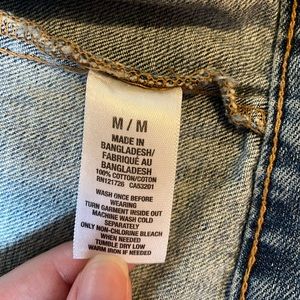 M / M
MADE IN
BANGLADESH/
FABRIQUÉ AU
BANGLADESH
100% COTTON/COTON
RN121726 CA53201
WASH ONCE BEFORE
WEARING
TURN GARMENT INSIDE OUT
MACHINE WASH COLD
SEPARATELY
ONLY NON-CHLORINE BLEACH
WHEN NEEDED
TUMBLE DRY LOW
WARM IRON IF NEEDED